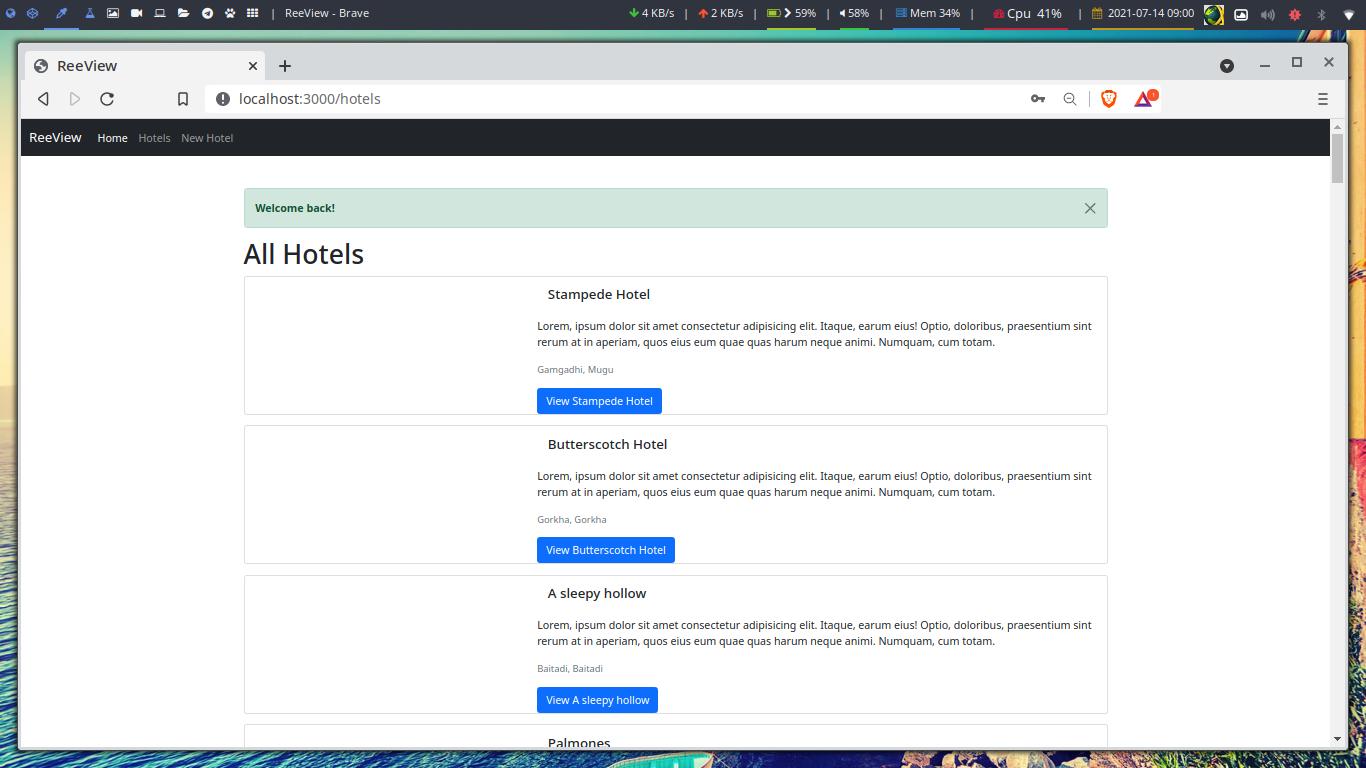 ReeView - Brave
4 KB/s | 2 KB/s | 59% | 58% | Mem 34% | Cpu 41% | 2021-07-14 09:00
ReeView
localhost:3000/hotels
1
ReeView Home Hotels New Hotel
Welcome back!
All Hotels
Stampede Hotel
Lorem, ipsum dolor sit amet consectetur adipisicing elit. Itaque, earum eius! Optio, doloribus, praesentium sint
rerum at in aperiam, quos eius eum quae quas harum neque animi. Numquam, cum totam.
Gamgadhi, Mugu
View Stampede Hotel
Butterscotch Hotel
Lorem, ipsum dolor sit amet consectetur adipisicing elit. Itaque, earum eius! Optio, doloribus, praesentium sint
rerum at in aperiam, quos eius eum quae quas harum neque animi. Numquam, cum totam.
Gorkha, Gorkha
View Butterscotch Hotel
A sleepy hollow
Lorem, ipsum dolor sit amet consectetur adipisicing elit. Itaque, earum eius! Optio, doloribus, praesentium sint
rerum at in aperiam, quos eius eum quae quas harum neque animi. Numquam, cum totam.
Baitadi, Baitadi
View A sleepy hollow
Palmones